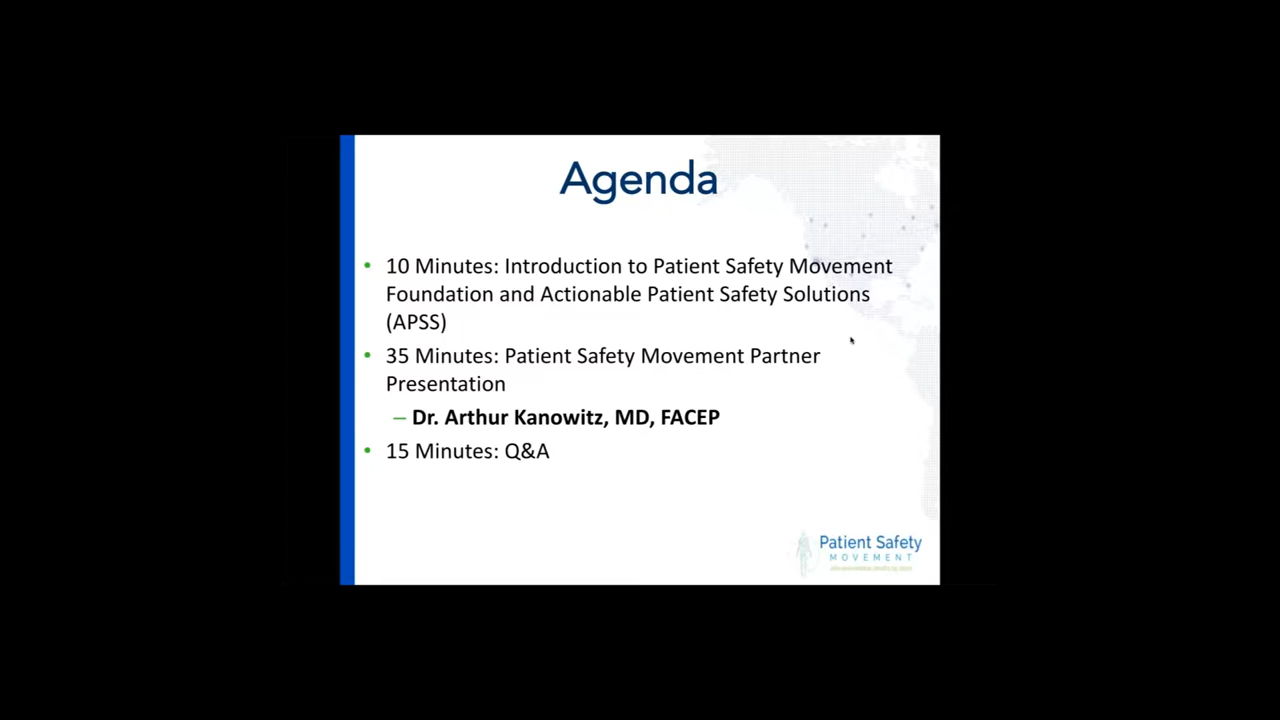 Agenda
• 10 Minutes: Introduction to Patient Safety Movement
Foundation and Actionable Patient Safety Solutions
(APSS)
• 35 Minutes: Patient Safety Movement Partner
Presentation
– Dr. Arthur Kanowitz, MD, FACEP
• 15 Minutes: Q&A
Patient Safety
MOVEMENT